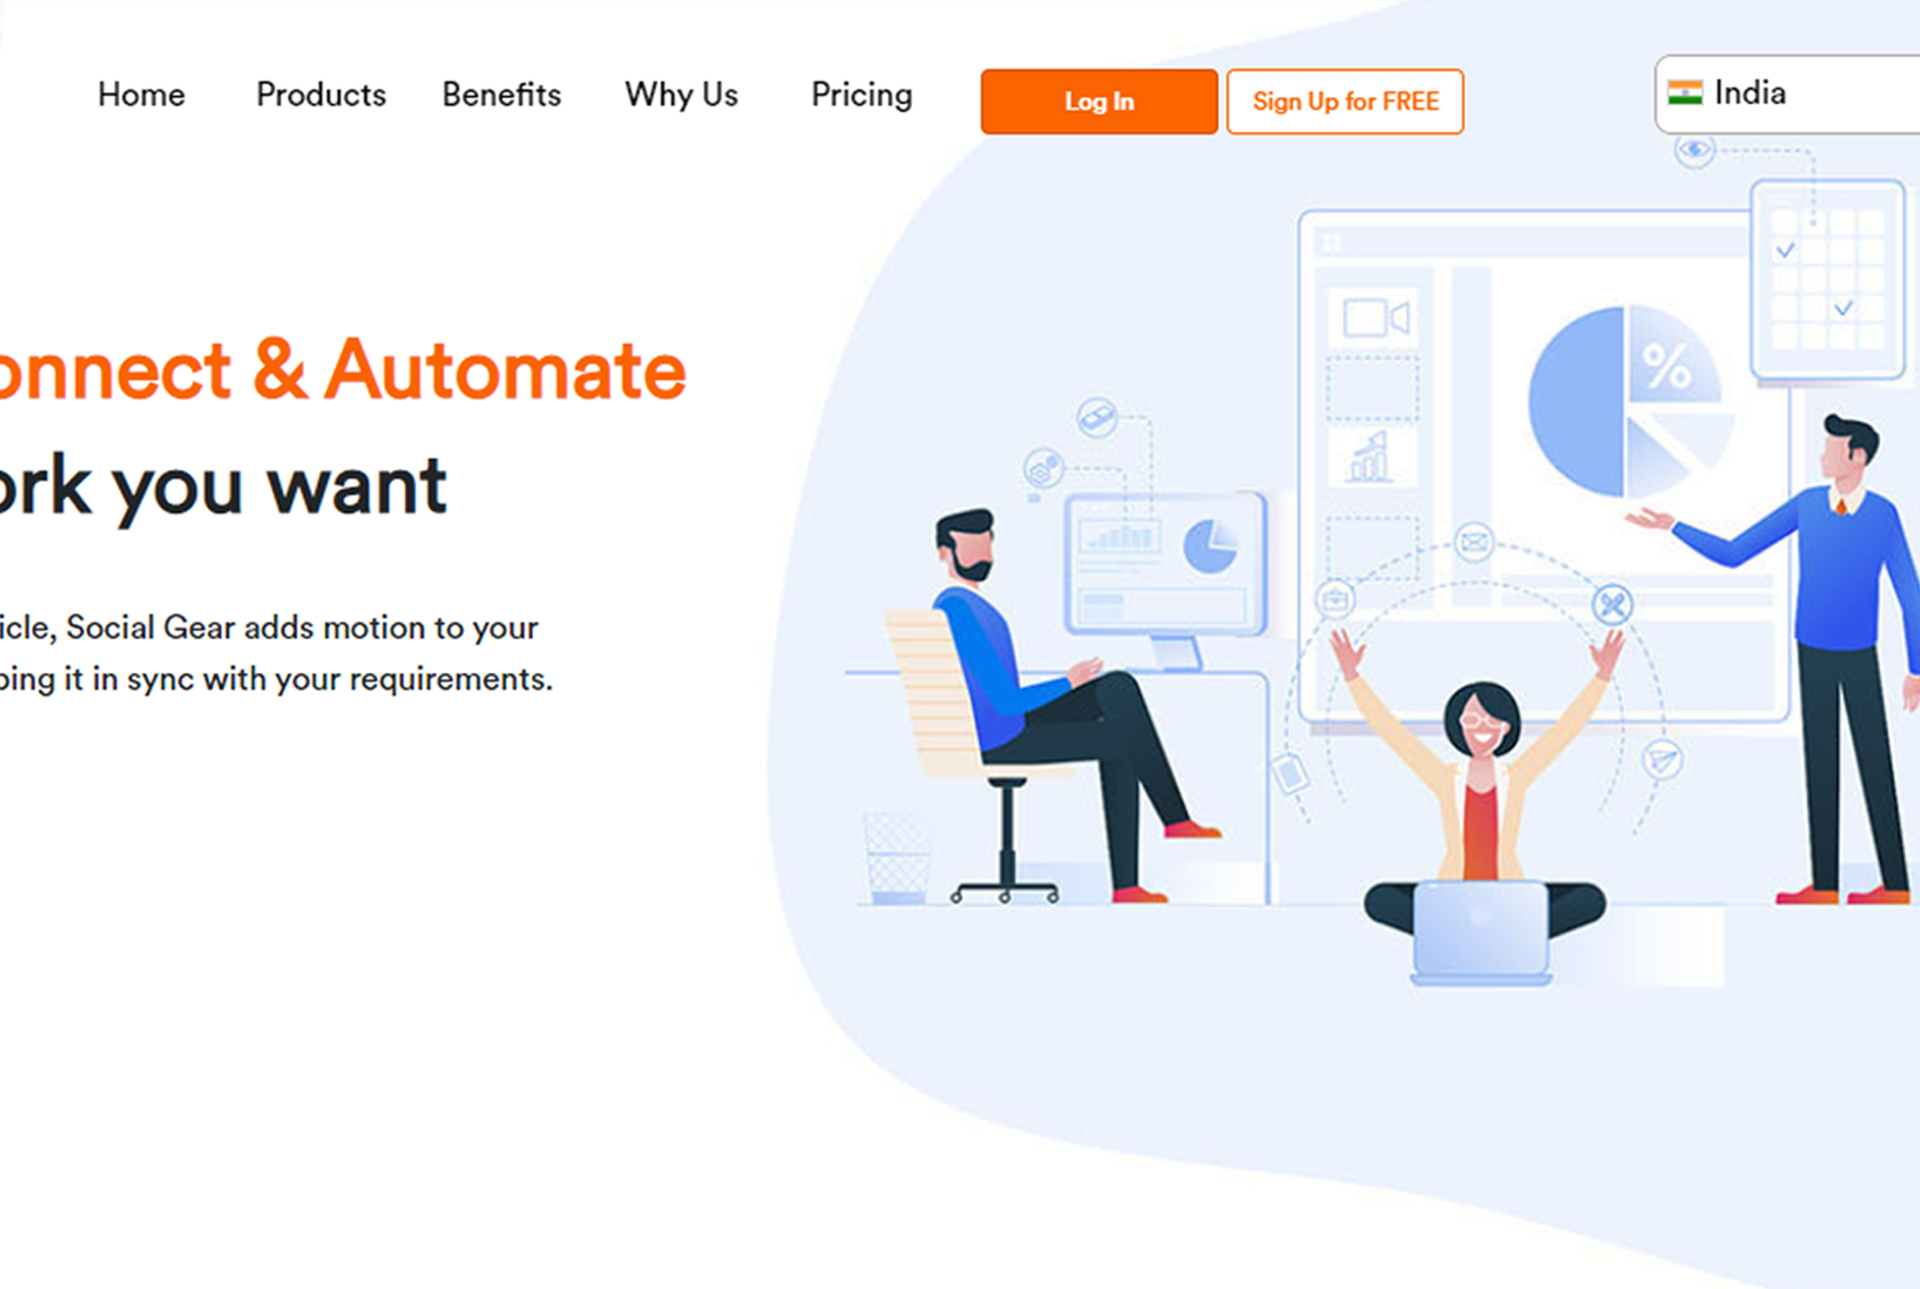 Home Products Benefits Why Us Pricing Log In Sign Up for FREE India
onnect & Automate
ork you want
icle, Social Gear adds motion to your
ping it in sync with your requirements.
%